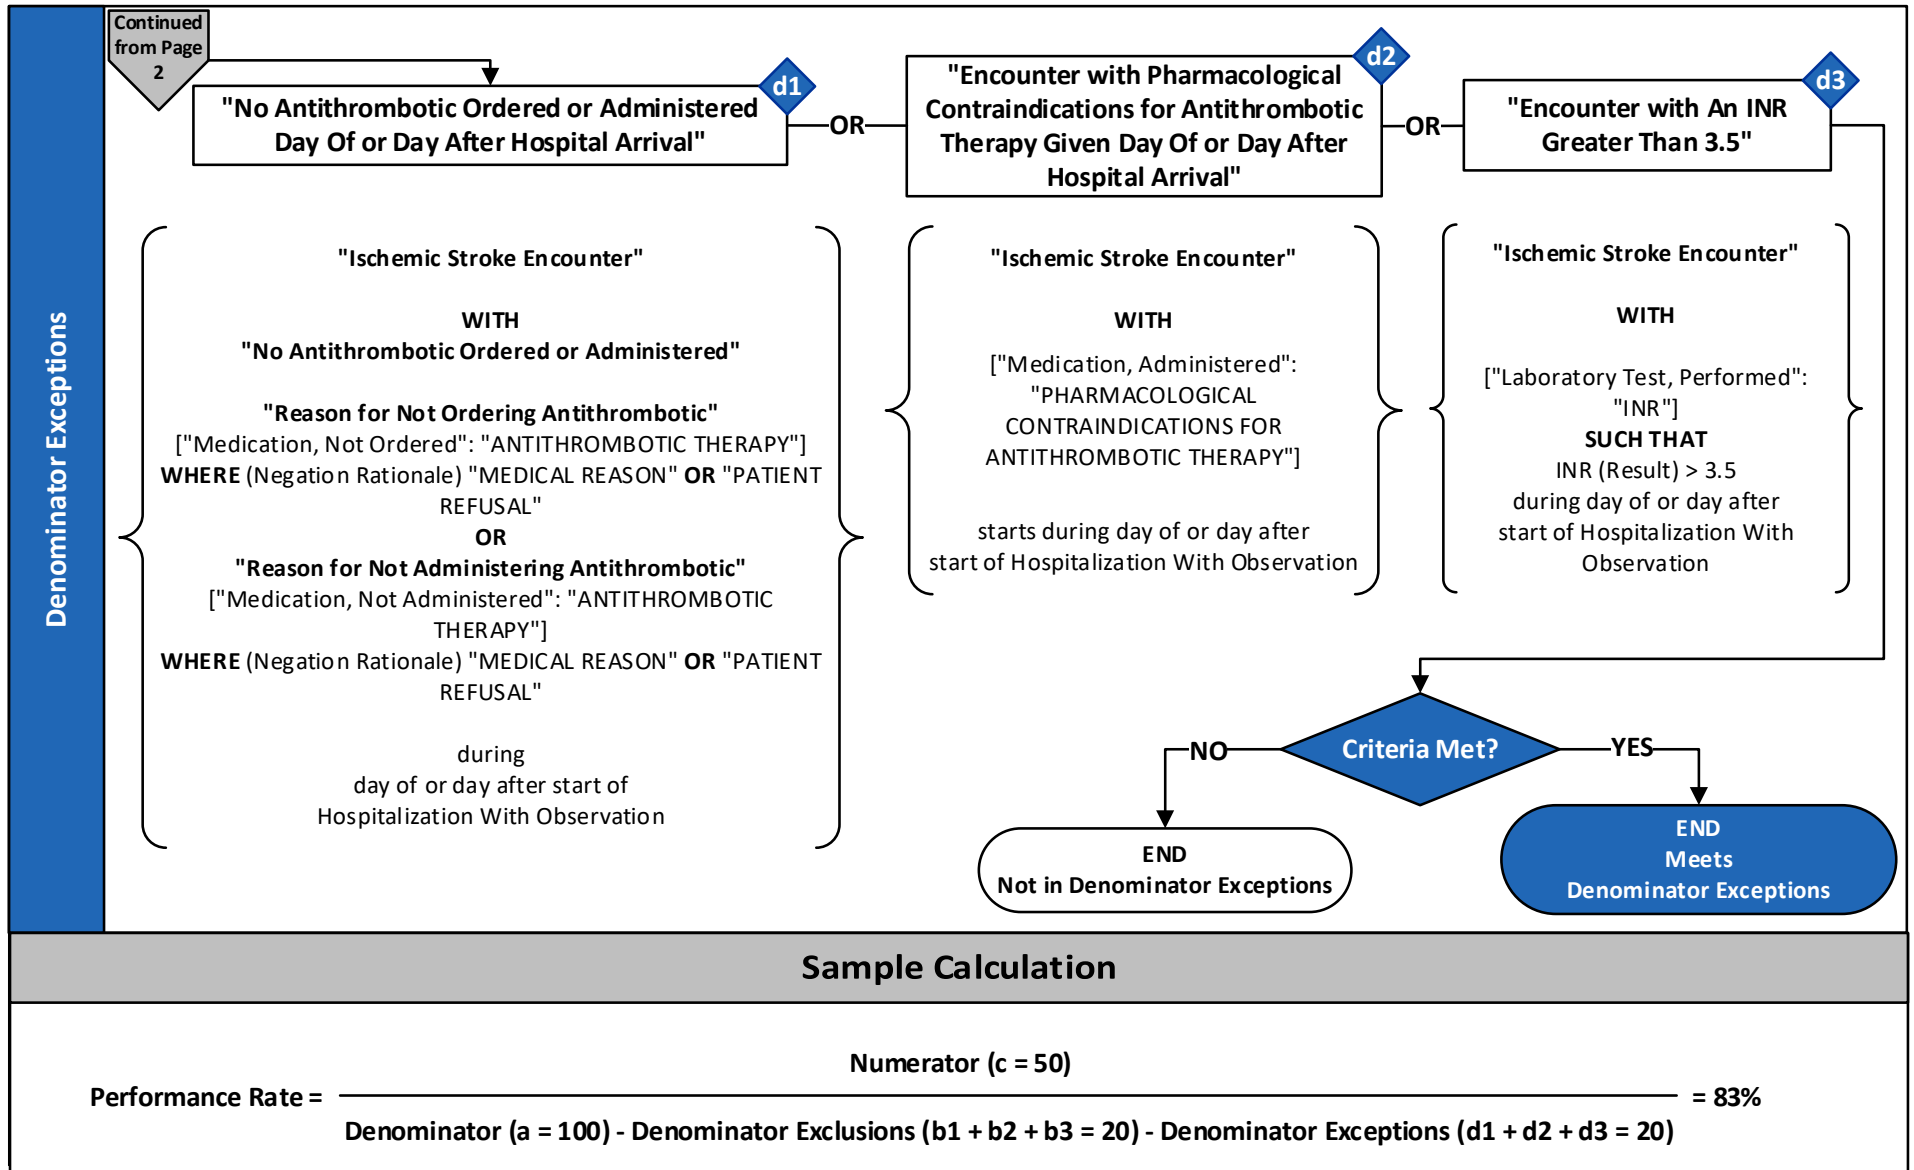 Continued
from Page
2
Denominator Exceptions
d1
"No Antithrombotic Ordered or Administered
Day Of or Day After Hospital Arrival"
OR
d2
"Encounter with Pharmacological
Contraindications for Antithrombotic
Therapy Given Day Of or Day After
Hospital Arrival"
OR
d3
"Encounter with An INR
Greater Than 3.5"
"Ischemic Stroke Encounter"
WITH
"No Antithrombotic Ordered or Administered"
"Reason for Not Ordering Antithrombotic"
["Medication, Not Ordered": "ANTITHROMBOTIC THERAPY"]
WHERE (Negation Rationale) "MEDICAL REASON" OR "PATIENT
REFUSAL"
OR
"Reason for Not Administering Antithrombotic"
["Medication, Not Administered": "ANTITHROMBOTIC
THERAPY"]
WHERE (Negation Rationale) "MEDICAL REASON" OR "PATIENT
REFUSAL"
during
day of or day after start of
Hospitalization With Observation
"Ischemic Stroke Encounter"
WITH
["Medication, Administered":
"PHARMACOLOGICAL
CONTRAINDICATIONS FOR
ANTITHROMBOTIC THERAPY"]
starts during day of or day after
start of Hospitalization With Observation
"Ischemic Stroke Encounter"
WITH
["Laboratory Test, Performed":
"INR"]
SUCH THAT
INR (Result) > 3.5
during day of or day after
start of Hospitalization With
Observation
Criteria Met?
NO
YES
END
Not in Denominator Exceptions
END
Meets
Denominator Exceptions
Sample Calculation
Numerator (c = 50)
Performance Rate = = 83%
Denominator (a = 100) - Denominator Exclusions (b1 + b2 + b3 = 20) - Denominator Exceptions (d1 + d2 + d3 = 20)